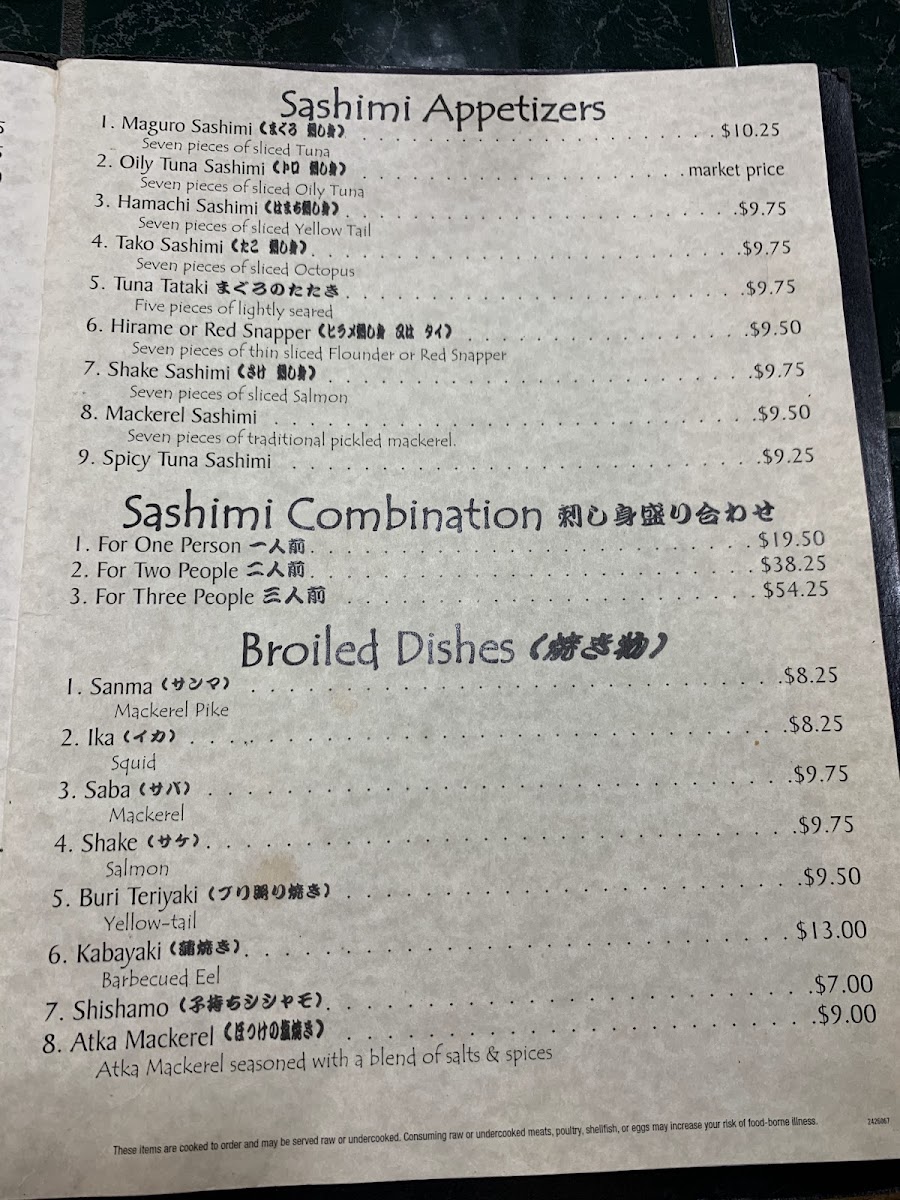 Sashimi Appetizers
1. Maguro Sashimi (まぐろ 刺し身) . . . $10.25
Seven pieces of sliced Tuna
2. Oily Tuna Sashimi (トロ 刺し身) . . . market price
Seven pieces of sliced Oily Tuna
3. Hamachi Sashimi (はまち刺し身) . . . $9.75
Seven pieces of sliced Yellow Tail
4. Tako Sashimi (たこ 刺し身) . . . $9.75
Seven pieces of sliced Octopus
5. Tuna Tataki まぐろのたたき . . . $9.75
Five pieces of lightly seared
6. Hirame or Red Snapper (ヒラメ刺し身 又は タイ) . . . $9.50
Seven pieces of thin sliced Flounder or Red Snapper
7. Shake Sashimi (さけ 刺し身) . . . $9.75
Seven pieces of sliced Salmon
8. Mackerel Sashimi . . . $9.50
Seven pieces of traditional pickled mackerel.
9. Spicy Tuna Sashimi . . . $9.25
Sashimi Combination 刺し身盛り合わせ
1. For One Person 一人前 . . . $19.50
2. For Two People 二人前 . . . $38.25
3. For Three People 三人前 . . . $54.25
Broiled Dishes (焼き物)
1. Sanma (サンマ) . . . $8.25
Mackerel Pike
2. Ika (イカ) . . . $8.25
Squid
3. Saba (サバ) . . . $9.75
Mackerel
4. Shake (サケ) . . . $9.75
Salmon
5. Buri Teriyaki (ブリ照り焼き) . . . $9.50
Yellow-tail
6. Kabayaki (蒲焼き) . . . $13.00
Barbecued Eel
7. Shishamo (子持ちシシャモ) . . . $7.00
8. Atka Mackerel (ほっけの塩焼き) . . . $9.00
Atka Mackerel seasoned with a blend of salts & spices
These items are cooked to order and may be served raw or undercooked. Consuming raw or undercooked meats, poultry, shellfish, or eggs may increase your risk of food-borne illness.
2426067